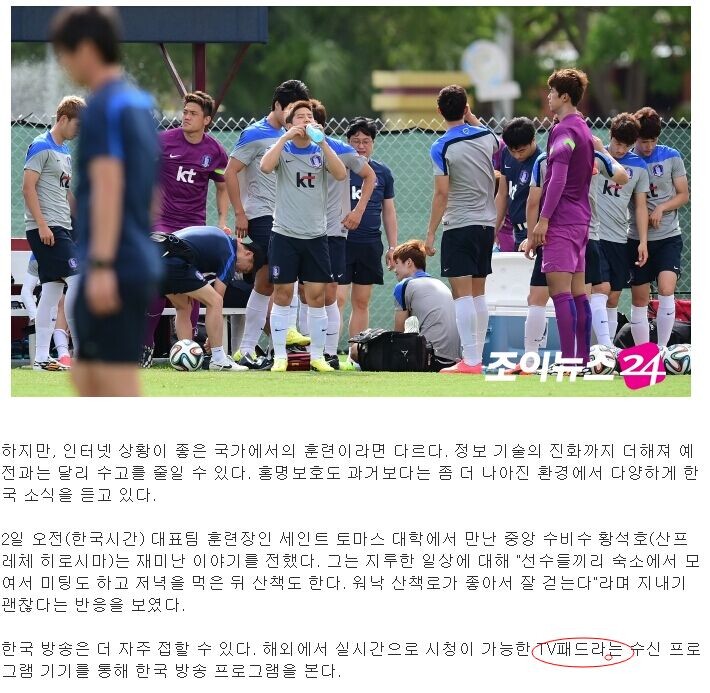 kt
kt
kt
조이뉴스24
하지만, 인터넷 상황이 좋은 국가에서의 훈련이라면 다르다. 정보 기술의 진화까지 더해져 예
전과는 달리 수고를 줄일 수 있다. 홍명보호도 과거보다는 좀 더 나아진 환경에서 다양하게 한
국 소식을 듣고 있다.
2일 오전(한국시간) 대표팀 훈련장인 세인트 토마스 대학에서 만난 중앙 수비수 황석호(산프
레체 히로시마)는 재미난 이야기를 전했다. 그는 지루한 일상에 대해 "선수들끼리 숙소에서 모
여서 미팅도 하고 저녁을 먹은 뒤 산책도 한다. 워낙 산책로가 좋아서 잘 걷는다"라며 지내기
괜찮다는 반응을 보였다.
한국 방송은 더 자주 접할 수 있다. 해외에서 실시간으로 시청이 가능한 TV패드라는 수신 프로
그램 기기를 통해 한국 방송 프로그램을 본다.